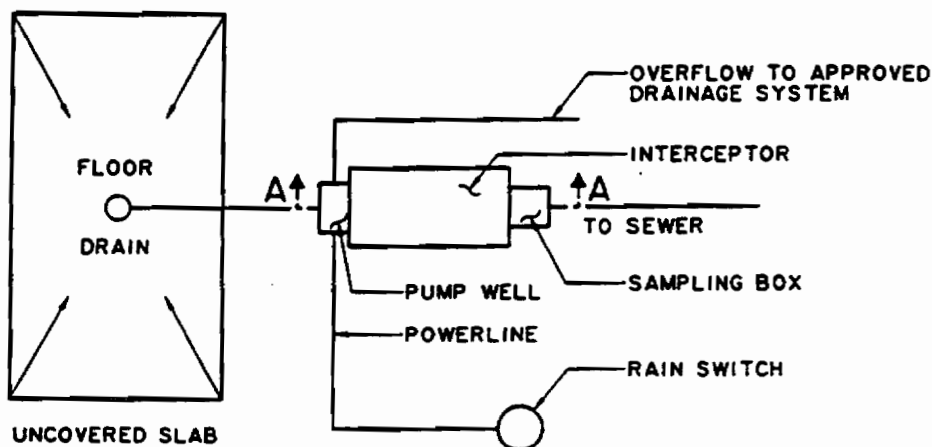 OVERFLOW TO APPROVED
DRAINAGE SYSTEM
INTERCEPTOR
FLOOR
A
A
DRAIN
TO SEWER
PUMP WELL
SAMPLING BOX
POWERLINE
RAIN SWITCH
UNCOVERED SLAB